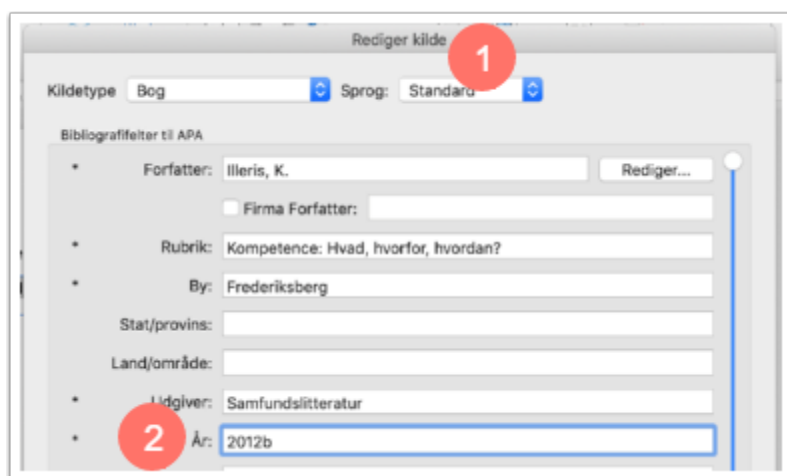 Rediger kilde
1
Kildetype Bog Sprog: Standard
Bibliografifelter til APA
* Forfatter: Illeris, K. Rediger...
Firma Forfatter:
* Rubrik: Kompetence: Hvad, hvorfor, hvordan?
* By: Frederiksberg
Stat/provins:
Land/område:
* Udgiver: Samfundslitteratur
* 2 År: 2012b